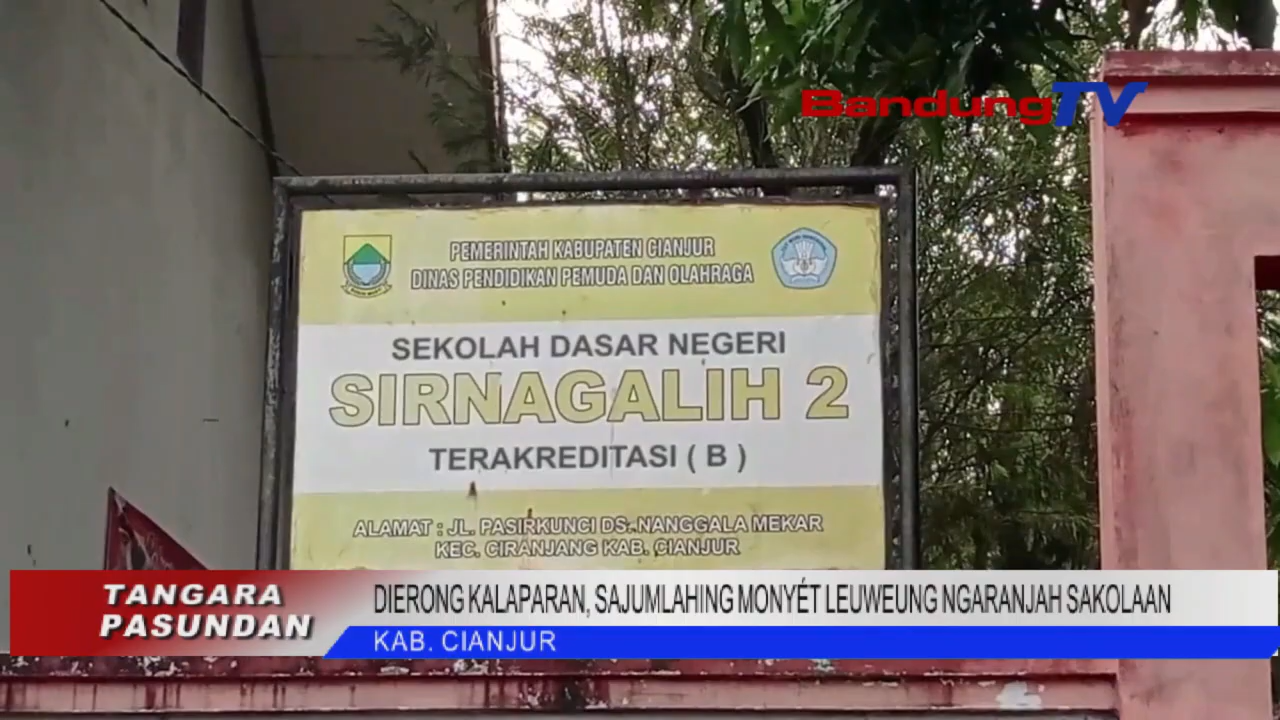 BandungTV
PEMERINTAH KABUPATEN CIANJUR
DINAS PENDIDIKAN PEMUDA DAN OLAHRAGA
SEKOLAH DASAR NEGERI
SIRNAGALIH 2
TERAKREDITASI ( B )
ALAMAT : JL. PASIRKUNCI DS. NANGGALA MEKAR
KEC. CIRANJANG KAB. CIANJUR
TANGARA
PASUNDAN
DIERONG KALAPARAN, SAJUMLAHING MONYÉT LEUWEUNG NGARANJAH SAKOLAAN
KAB. CIANJUR